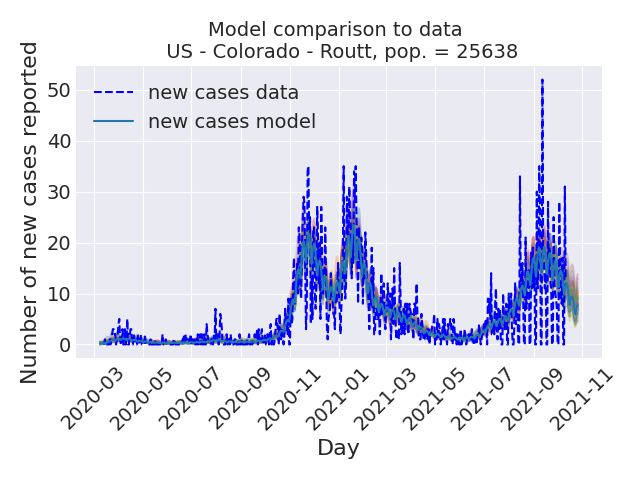 Model comparison to data
US - Colorado - Routt, pop. = 25638
Number of new cases reported
50
40
30
20
10
0
new cases data
new cases model
2020-03
2020-05
2020-07
2020-09
2020-11
2021-01
2021-03
2021-05
2021-07
2021-09
2021-11
Day